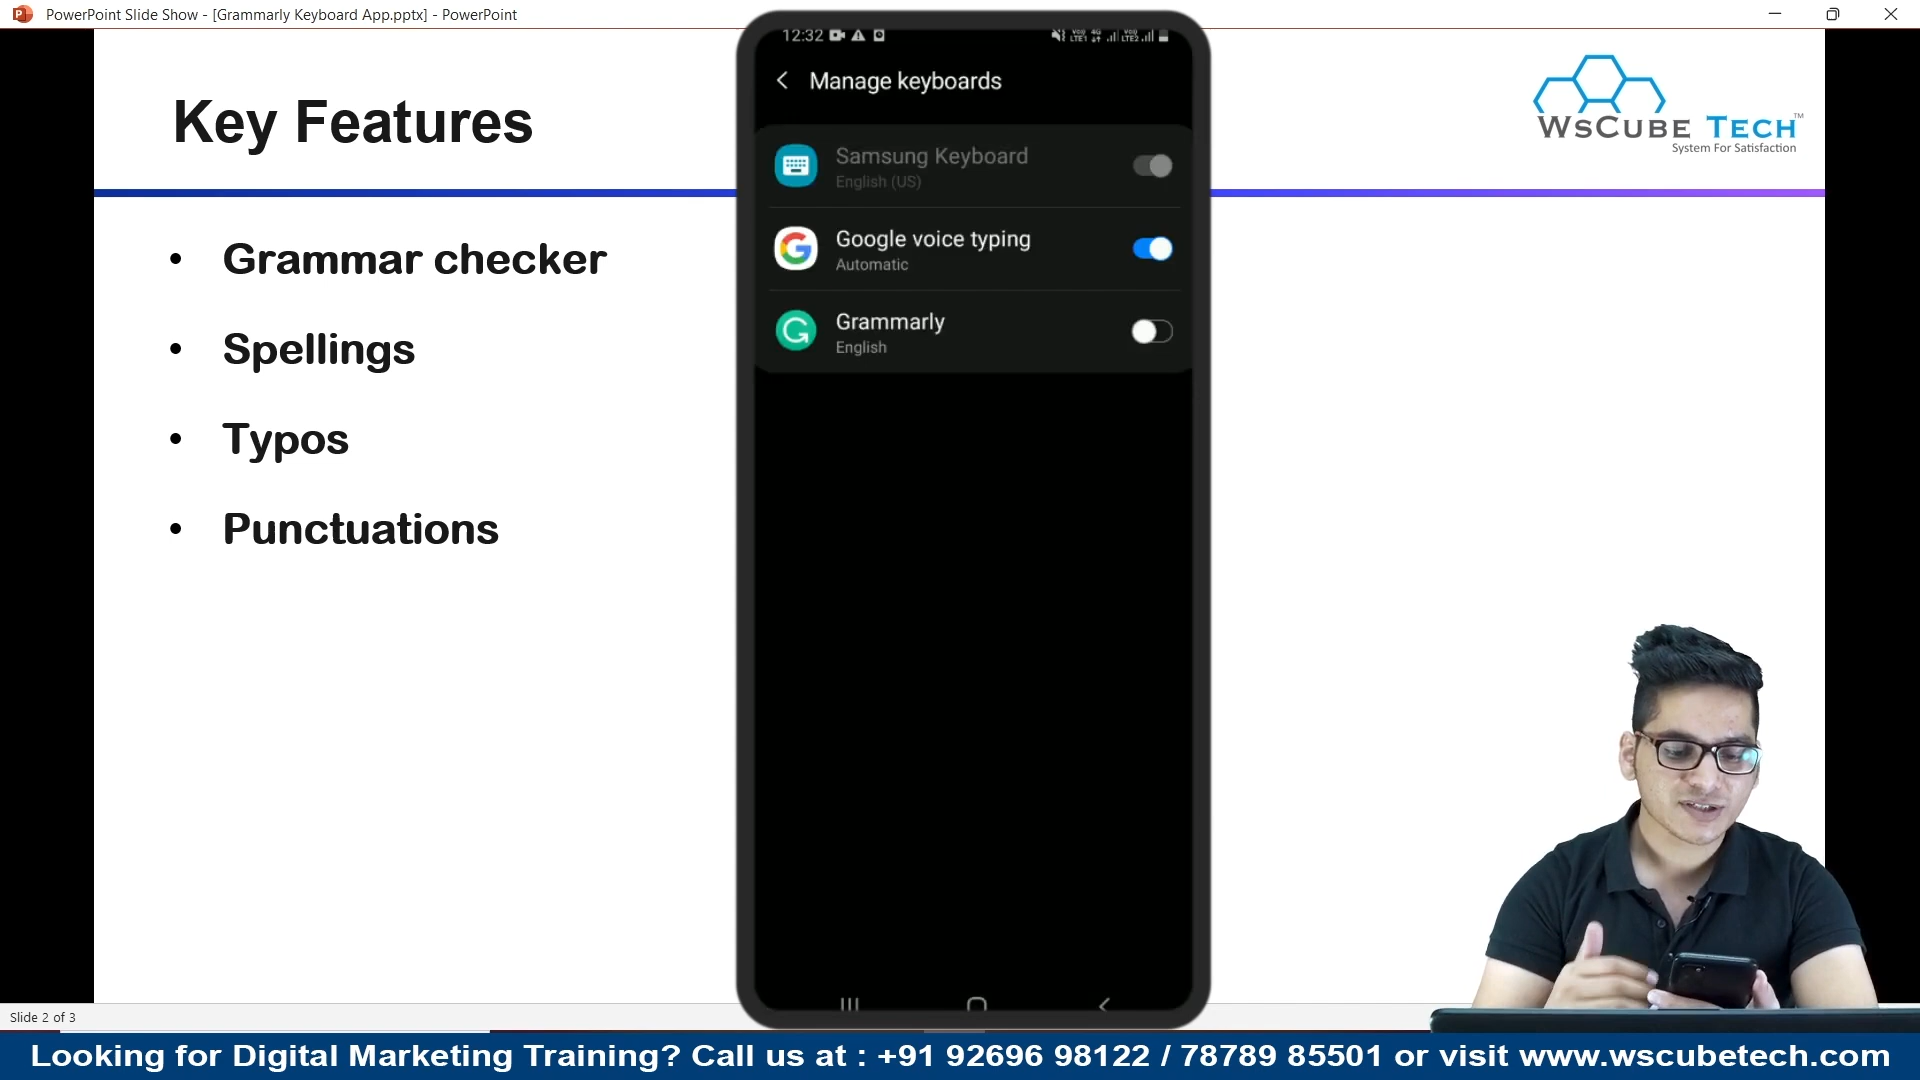 PowerPoint Slide Show - [Grammarly Keyboard App.pptx] - PowerPoint
Key Features
WSCUBE TECH™
System For Satisfaction
• Grammar checker
• Spellings
• Typos
• Punctuations
12:32
Manage keyboards
Samsung Keyboard
English (US)
Google voice typing
Automatic
Grammarly
English
Slide 2 of 3
Looking for Digital Marketing Training? Call us at : +91 92696 98122 / 78789 85501 or visit www.wscubetech.com